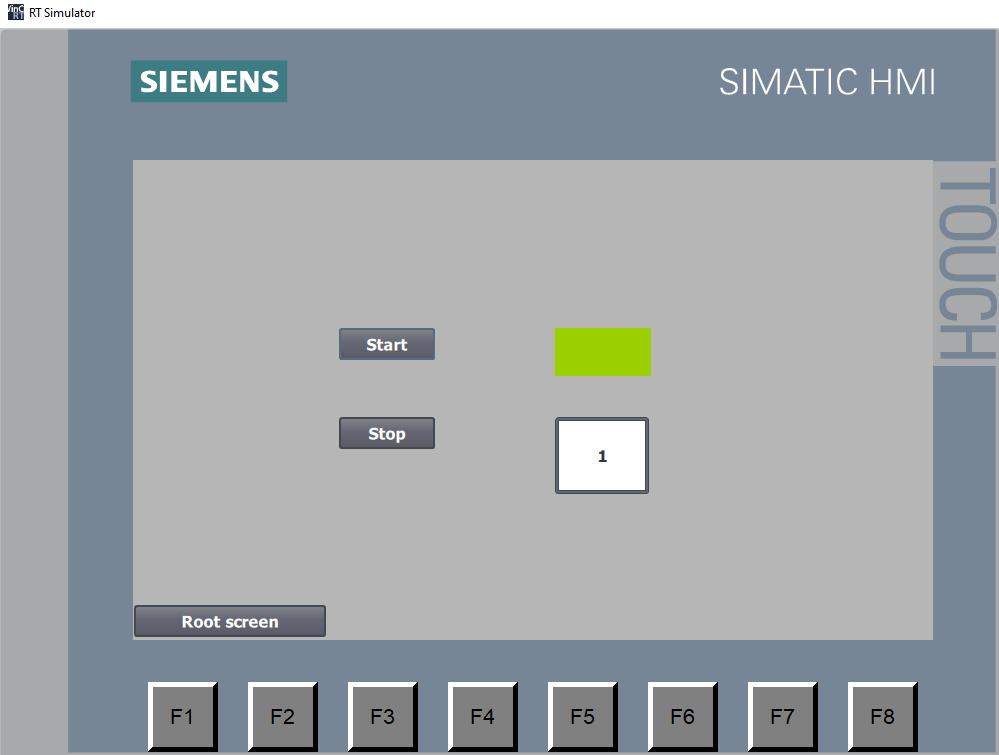 RT Simulator
SIEMENS
SIMATIC HMI
TOUCH
Start
Stop
1
Root screen
F1
F2
F3
F4
F5
F6
F7
F8